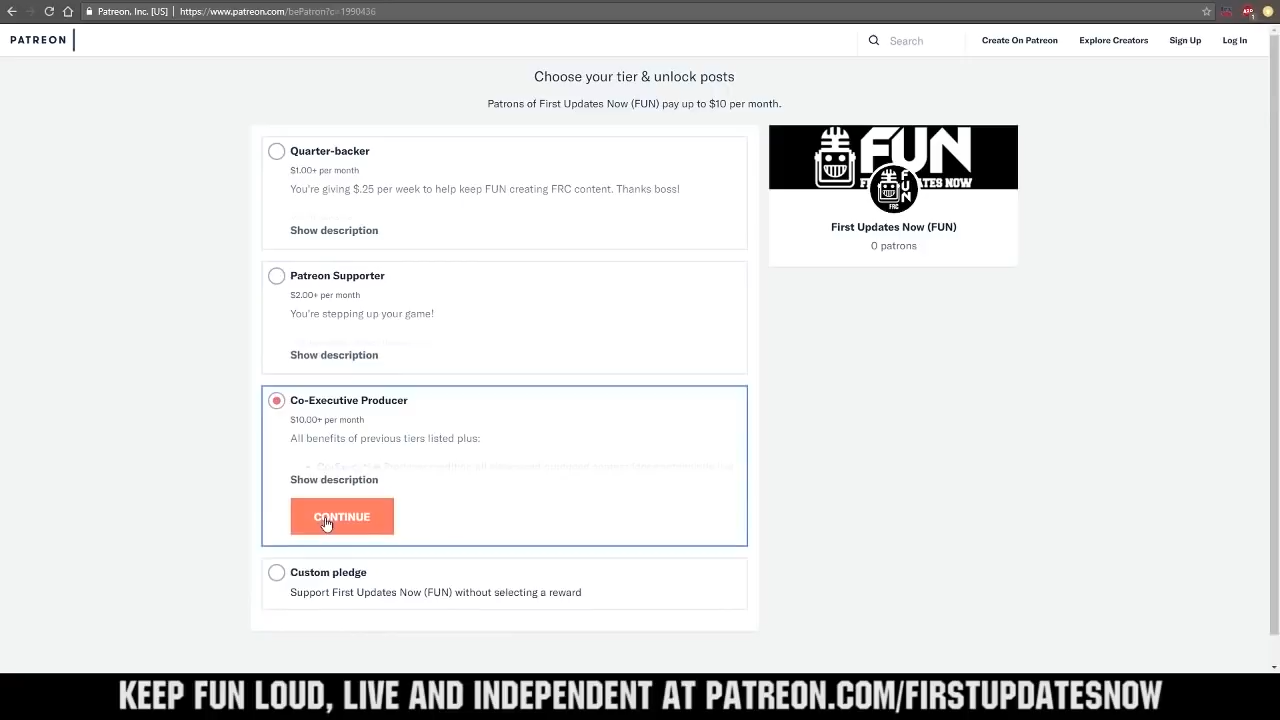 Patreon, Inc. [US] | https://www.patreon.com/bePatron?c=1990436
PATREON
Search
Create On Patreon
Explore Creators
Sign Up
Log In
Choose your tier & unlock posts
Patrons of First Updates Now (FUN) pay up to $10 per month.
Quarter-backer
$1.00+ per month
You're giving $.25 per week to help keep FUN creating FRC content. Thanks boss!
Show description
Patreon Supporter
$2.00+ per month
You're stepping up your game!
Show description
Co-Executive Producer
$10.00+ per month
All benefits of previous tiers listed plus:
Show description
CONTINUE
Custom pledge
Support First Updates Now (FUN) without selecting a reward
FUN
FUN
FRC
First Updates Now (FUN)
0 patrons
KEEP FUN LOUD, LIVE AND INDEPENDENT AT PATREON.COM/FIRSTUPDATESNOW